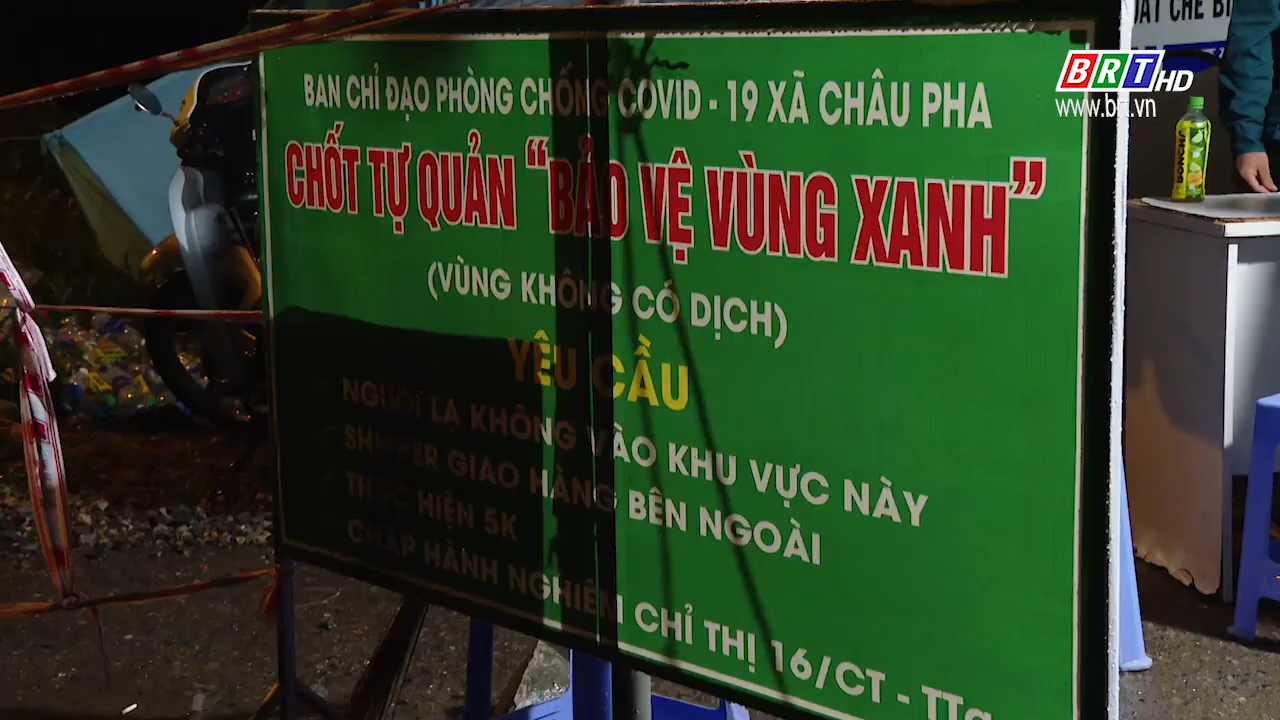 BAN CHỈ ĐẠO PHÒNG CHỐNG COVID - 19 XÃ CHÂU PHA
CHỐT TỰ QUẢN "BẢO VỆ VÙNG XANH"
(VÙNG KHÔNG CÓ DỊCH)
YÊU CẦU
NGƯỜI LẠ KHÔNG VÀO KHU VỰC NÀY
SHIPPER GIAO HÀNG BÊN NGOÀI
THỰC HIỆN 5K
CHẤP HÀNH NGHIÊM CHỈ THỊ 16/CT - TTg
BRT HD
www.brt.vn